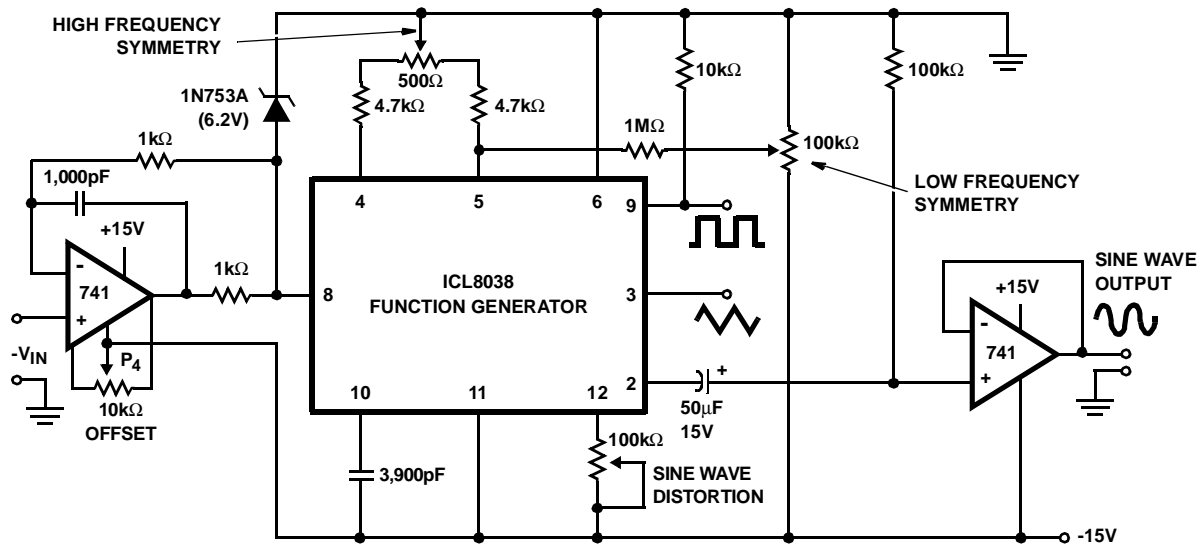 HIGH FREQUENCY
SYMMETRY
500Ω
1N753A
(6.2V)
4.7kΩ
4.7kΩ
10kΩ
100kΩ
1kΩ
1MΩ
100kΩ
1,000pF
LOW FREQUENCY
SYMMETRY
4
5
6
9
+15V
-
741
+
1kΩ
8
ICL8038
FUNCTION GENERATOR
3
SINE WAVE
OUTPUT
+15V
-
741
+
-VIN
P4
10kΩ
OFFSET
10
11
12
2
+
50µF
15V
100kΩ
3,900pF
SINE WAVE
DISTORTION
-15V